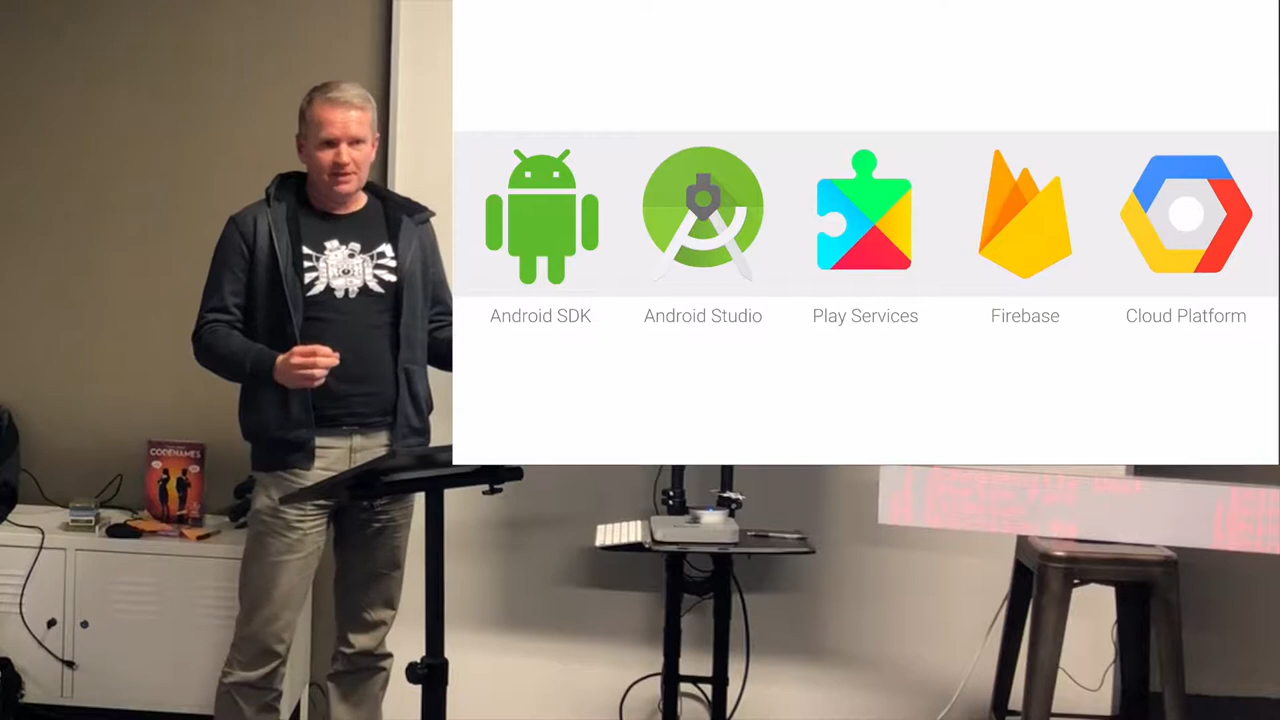 Android SDK
Android Studio
Play Services
Firebase
Cloud Platform
CODENAMES